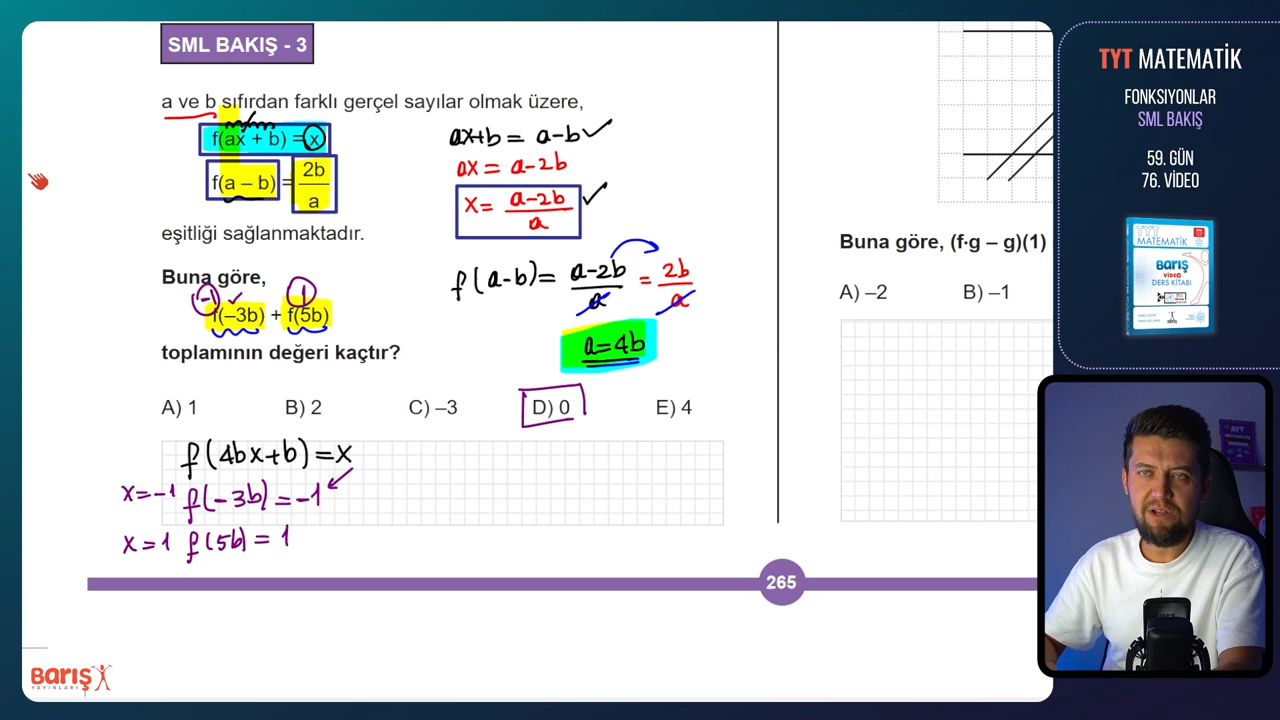 SML BAKIŞ - 3
a ve b sıfırdan farklı gerçel sayılar olmak üzere,
f(ax + b) = x
f(a – b) = 2b/a
eşitliği sağlanmaktadır.
Buna göre,
-1 1
f(–3b) + f(5b)
toplamının değeri kaçtır?
A) 1 B) 2 C) –3 D) 0 E) 4
ax+b = a-b
ax = a-2b
x = a-2b/a
f(a-b) = a-2b/a = 2b/a
a=4b
f(4bx+b) = x
x=-1 f(-3b) = -1
x=1 f(5b) = 1
265
Buna göre, (f·g – g)(1)
A) –2 B) –1
BARIŞ
YAYINLARI
TYT MATEMATİK
FONKSIYONLAR
SML BAKIŞ
59. GÜN
76. VİDEO
TYT
MATEMATİK
BARIŞ
VİDEO
DERS KİTABI